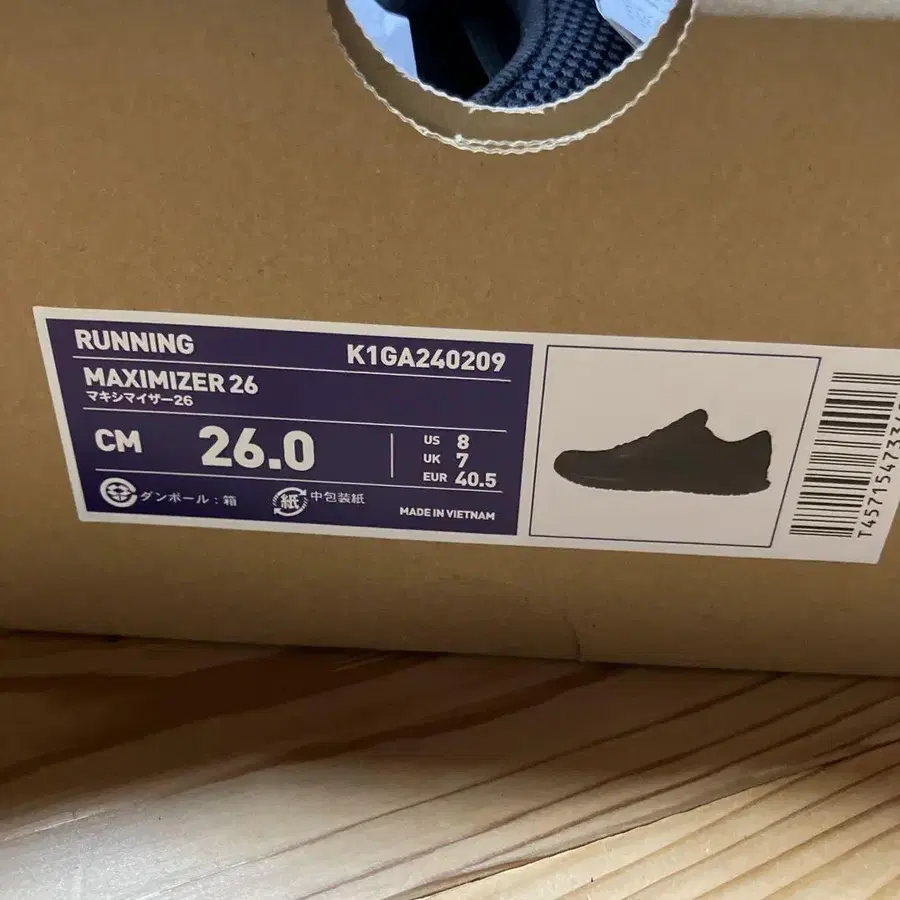 RUNNING
K1GA240209
MAXIMIZER 26
マキシマイザー26
CM 26.0
US 8
UK 7
EUR 40.5
ダンボール：箱
紙 中包装紙
MADE IN VIETNAM